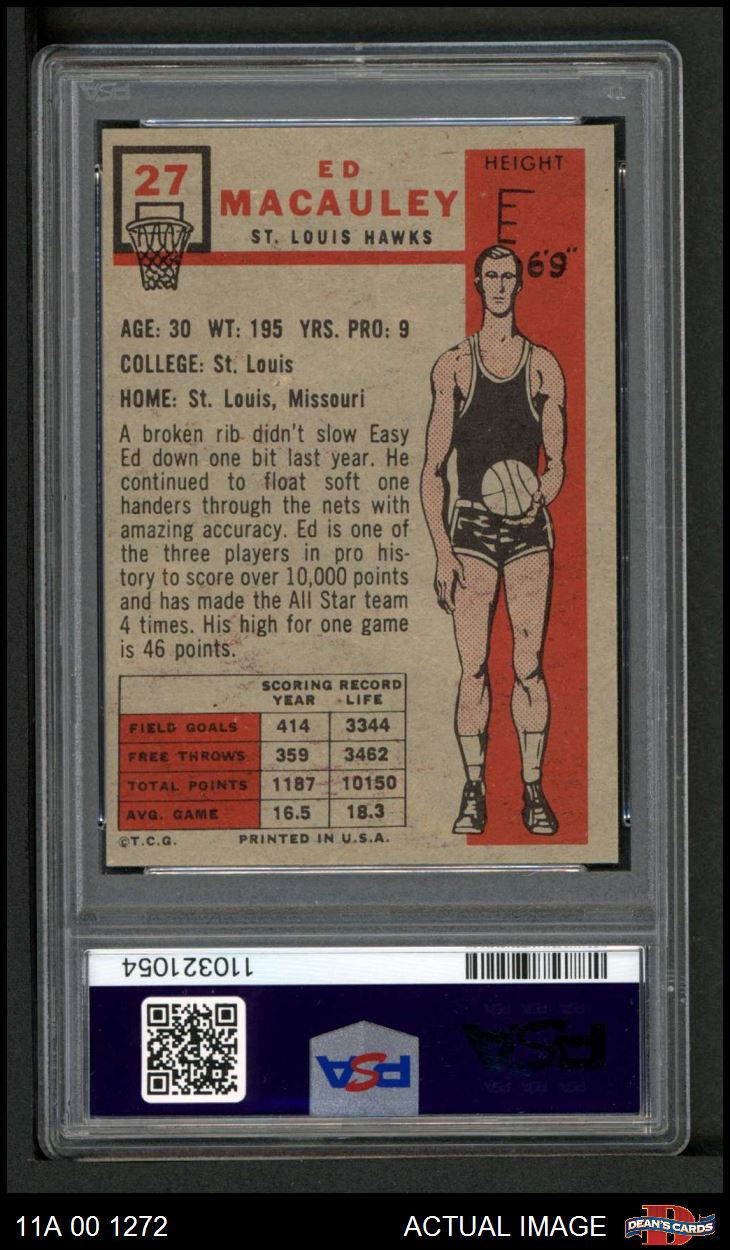 27
ED
MACAULEY
ST. LOUIS HAWKS
HEIGHT
6'9"
AGE: 30 WT: 195 YRS. PRO: 9
COLLEGE: St. Louis
HOME: St. Louis, Missouri
A broken rib didn't slow Easy
Ed down one bit last year. He
continued to float soft one
handers through the nets with
amazing accuracy. Ed is one of
the three players in pro his-
tory to score over 10,000 points
and has made the All Star team
4 times. His high for one game
is 46 points.
SCORING RECORD
YEAR LIFE
FIELD GOALS 414 3344
FREE THROWS 359 3462
TOTAL POINTS 1187 10150
AVG. GAME 16.5 18.3
©T.C.G. PRINTED IN U.S.A.
110321054
PSA
PSA
11A 00 1272
ACTUAL IMAGE
DEAN'S CARDS